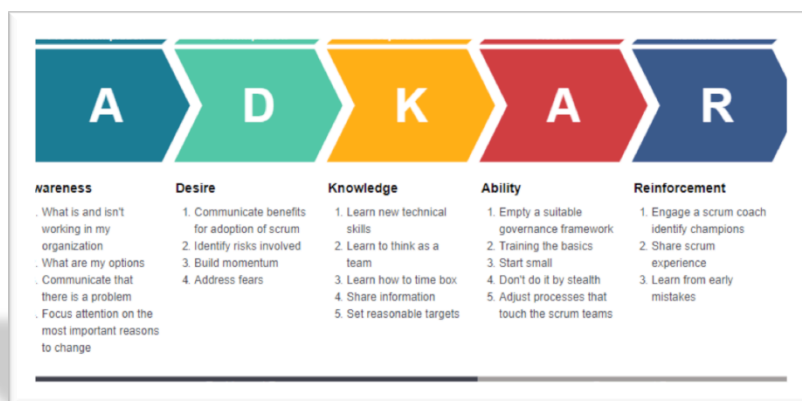 A D K A R
wareness
. What is and isn't
working in my
organization
. What are my options
. Communicate that
there is a problem
. Focus attention on the
most important reasons
to change
Desire
1. Communicate benefits
for adoption of scrum
2. Identify risks involved
3. Build momentum
4. Address fears
Knowledge
1. Learn new technical
skills
2. Learn to think as a
team
3. Learn how to time box
4. Share information
5. Set reasonable targets
Ability
1. Empty a suitable
governance framework
2. Training the basics
3. Start small
4. Don't do it by stealth
5. Adjust processes that
touch the scrum teams
Reinforcement
1. Engage a scrum coach
identify champions
2. Share scrum
experience
3. Learn from early
mistakes